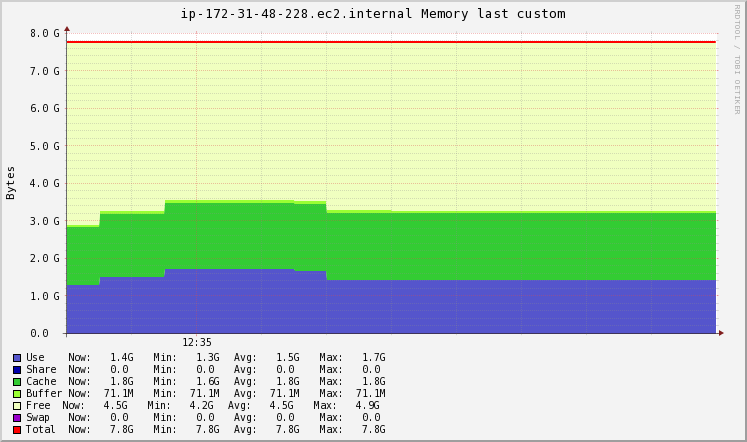 ip-172-31-48-228.ec2.internal Memory last custom
RRDTOOL / TOBI OETIKER
Bytes
8.0 G
7.0 G
6.0 G
5.0 G
4.0 G
3.0 G
2.0 G
1.0 G
0.0
12:35
Use Now: 1.4G Min: 1.3G Avg: 1.5G Max: 1.7G
Share Now: 0.0 Min: 0.0 Avg: 0.0 Max: 0.0
Cache Now: 1.8G Min: 1.6G Avg: 1.8G Max: 1.8G
Buffer Now: 71.1M Min: 71.1M Avg: 71.1M Max: 71.1M
Free Now: 4.5G Min: 4.2G Avg: 4.5G Max: 4.9G
Swap Now: 0.0 Min: 0.0 Avg: 0.0 Max: 0.0
Total Now: 7.8G Min: 7.8G Avg: 7.8G Max: 7.8G